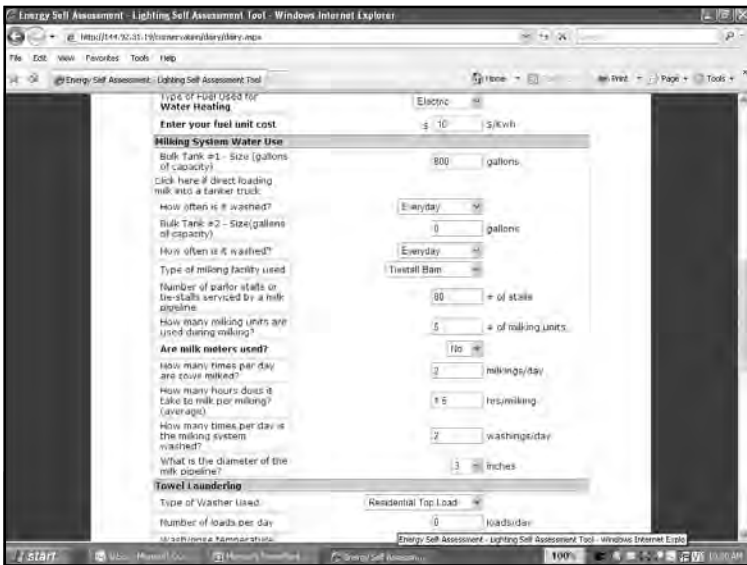 Energy Self Assessment - Lighting Self Assessment Tool - Windows Internet Explorer
File Edit View Favorites Tools Help
Energy Self Assessment - Lighting Self Assessment Tool
Home Print Page Tools
Type of Fuel Used for
Water Heating
Electric
Enter your fuel unit cost $ 10 $/Kwh
Milking System Water Use
Bulk Tank #1 - Size (gallons
of capacity)
800 gallons
Click here if direct loading
milk into a tanker truck
How often is it washed? Everyday
Bulk Tank #2 - Size(gallons
of capacity)
0 gallons
How often is it washed? Everyday
Type of milking facility used Tiestall Barn
Number of parlor stalls or
tie-stalls serviced by a milk
pipeline
80 # of stalls
How many milking units are
used during milking?
5 # of milking units
Are milk meters used? No
How many times per day
are cows milked?
2 milkings/day
How many hours does it
take to milk per milking?
(average)
hrs/milking
How many times per day is
the milking system
washed?
2 washings/day
What is the diameter of the
milk pipeline?
3 inches
Towel Laundering
Type of Washer Used Residential Top Load
Number of loads per day 0 loads/day
Wash/rinse temperature
Energy Self Assessment - Lighting Self Assessment Tool - Windows Internet Explo
start
100%